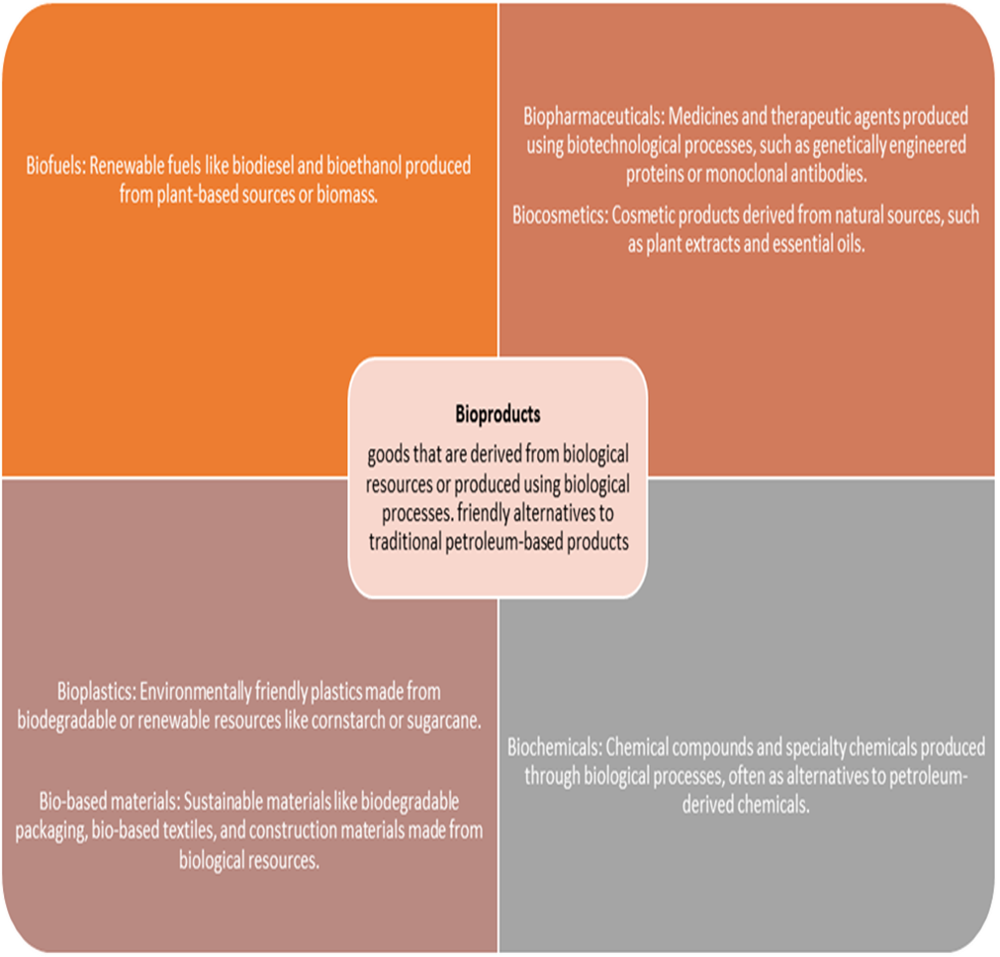 Biofuels: Renewable fuels like biodiesel and bioethanol produced
from plant-based sources or biomass.
Biopharmaceuticals: Medicines and therapeutic agents produced
using biotechnological processes, such as genetically engineered
proteins or monoclonal antibodies.
Biocosmetics: Cosmetic products derived from natural sources, such
as plant extracts and essential oils.
Bioproducts
goods that are derived from biological
resources or produced using biological
processes. friendly alternatives to
traditional petroleum-based products
Bioplastics: Environmentally friendly plastics made from
biodegradable or renewable resources like cornstarch or sugarcane.
Bio-based materials: Sustainable materials like biodegradable
packaging, bio-based textiles, and construction materials made from
biological resources.
Biochemicals: Chemical compounds and specialty chemicals produced
through biological processes, often as alternatives to petroleum-
derived chemicals.